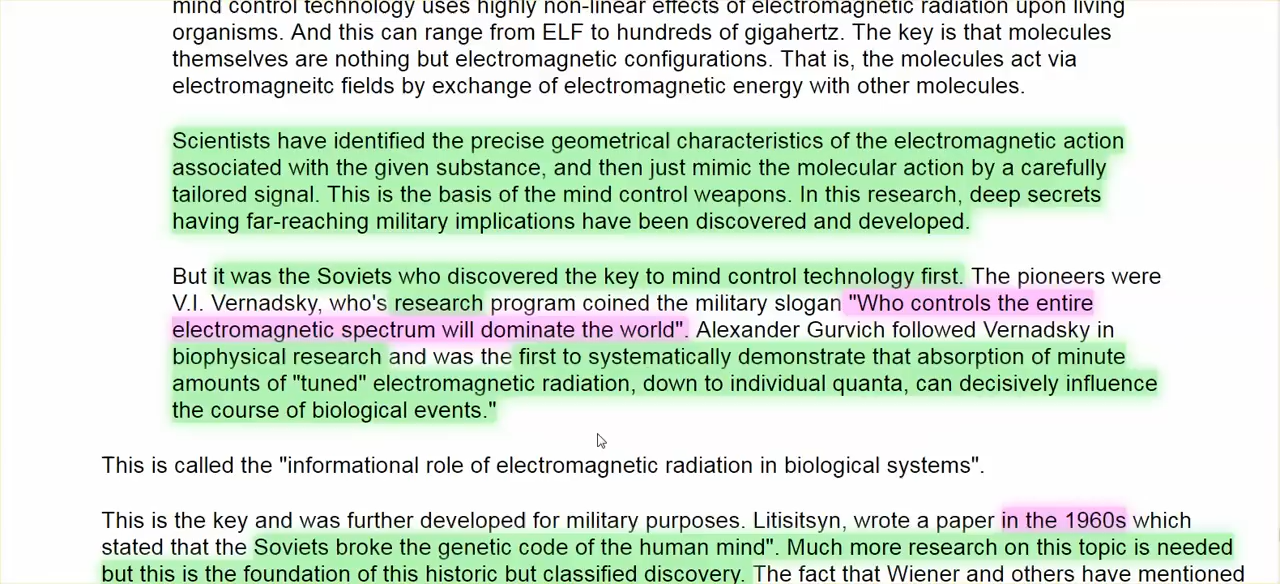 mind control technology uses highly non-linear effects of electromagnetic radiation upon living
organisms. And this can range from ELF to hundreds of gigahertz. The key is that molecules
themselves are nothing but electromagnetic configurations. That is, the molecules act via
electromagneitc fields by exchange of electromagnetic energy with other molecules.
Scientists have identified the precise geometrical characteristics of the electromagnetic action
associated with the given substance, and then just mimic the molecular action by a carefully
tailored signal. This is the basis of the mind control weapons. In this research, deep secrets
having far-reaching military implications have been discovered and developed.
But it was the Soviets who discovered the key to mind control technology first. The pioneers were
V.I. Vernadsky, who's research program coined the military slogan "Who controls the entire
electromagnetic spectrum will dominate the world". Alexander Gurvich followed Vernadsky in
biophysical research and was the first to systematically demonstrate that absorption of minute
amounts of "tuned" electromagnetic radiation, down to individual quanta, can decisively influence
the course of biological events."
This is called the "informational role of electromagnetic radiation in biological systems".
This is the key and was further developed for military purposes. Litisitsyn, wrote a paper in the 1960s which
stated that the Soviets broke the genetic code of the human mind". Much more research on this topic is needed
but this is the foundation of this historic but classified discovery. The fact that Wiener and others have mentioned